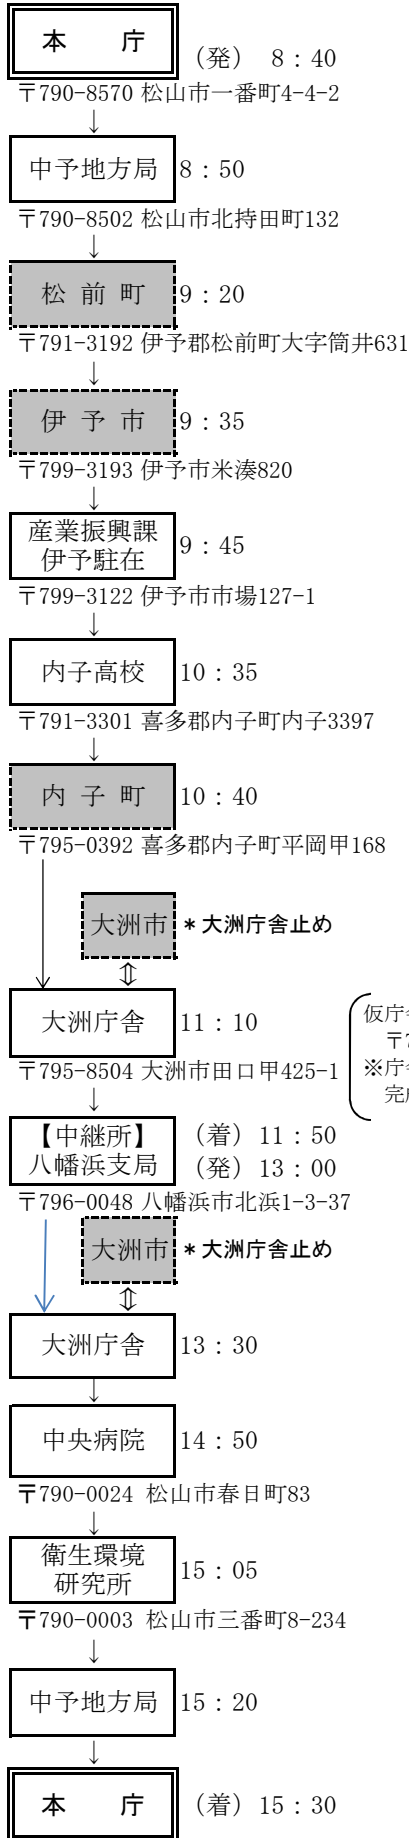 本 庁
(発) 8：40
〒790-8570 松山市一番町4-4-2
↓
中予地方局 8：50
〒790-8502 松山市北持田町132
↓
松 前 町 9：20
〒791-3192 伊予郡松前町大字筒井631
↓
伊 予 市 9：35
〒799-3193 伊予市米湊820
↓
産業振興課
伊予駐在
9：45
〒799-3122 伊予市市場127-1
↓
内子高校 10：35
〒791-3301 喜多郡内子町内子3397
↓
内 子 町 10：40
〒795-0392 喜多郡内子町平岡甲168
大洲市 ＊大洲庁舎止め
⇕
大洲庁舎 11：10
〒795-8504 大洲市田口甲425-1
仮庁
〒7
※庁
完
↓
【中継所】
八幡浜支局
(着) 11：50
(発) 13：00
〒796-0048 八幡浜市北浜1-3-37
大洲市 ＊大洲庁舎止め
⇕
大洲庁舎 13：30
↓
中央病院 14：50
〒790-0024 松山市春日町83
↓
衛生環境
研究所
15：05
〒790-0003 松山市三番町8-234
↓
中予地方局 15：20
↓
本 庁 (着) 15：30